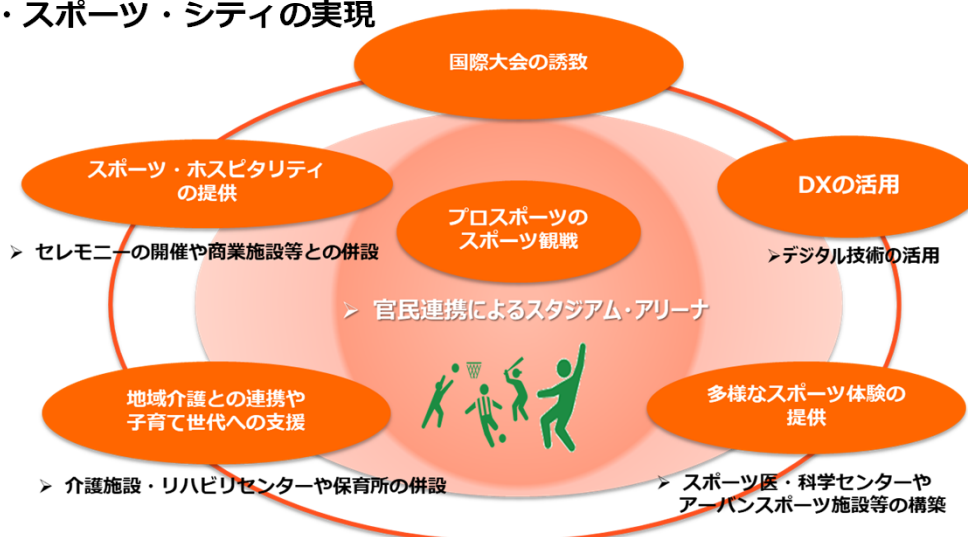 ・スポーツ・シティの実現
国際大会の誘致
スポーツ・ホスピタリティ
の提供
➢ セレモニーの開催や商業施設等との併設
プロスポーツの
スポーツ観戦
DXの活用
➢デジタル技術の活用
➢ 官民連携によるスタジアム・アリーナ
地域介護との連携や
子育て世代への支援
➢ 介護施設・リハビリセンターや保育所の併設
多様なスポーツ体験の
提供
➢ スポーツ医・科学センターや
アーバンスポーツ施設等の構築